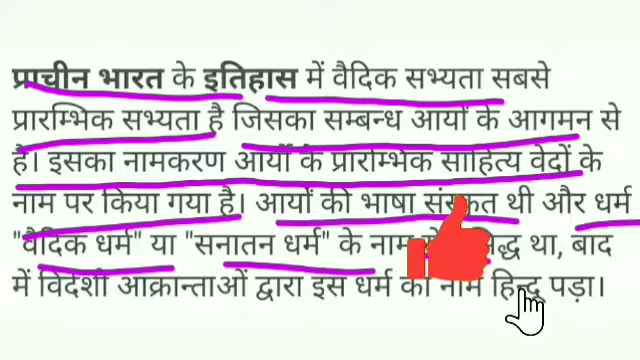 प्राचीन भारत के इतिहास में वैदिक सभ्यता सबसे
प्रारम्भिक सभ्यता है जिसका सम्बन्ध आर्यों के आगमन से
है। इसका नामकरण आर्यों के प्रारम्भिक साहित्य वेदों के
नाम पर किया गया है। आर्यों की भाषा संस्कृत थी और धर्म
"वैदिक धर्म" या "सनातन धर्म" के नाम था, बाद
में विदेशी आक्रान्ताओं द्वारा इस धर्म का नाम हिन्दू पड़ा।